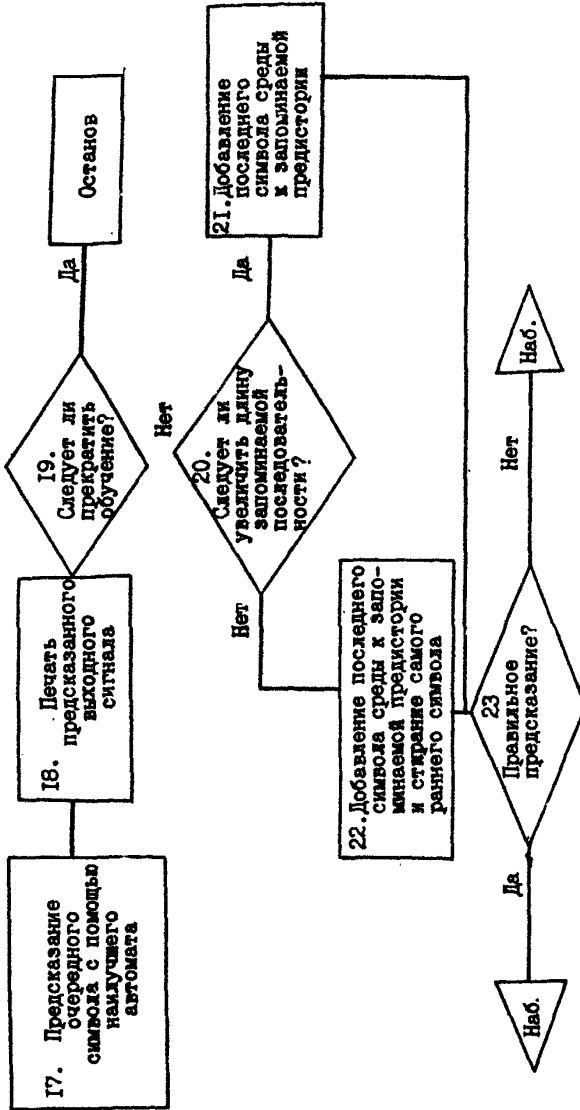 17. Предсказание
очередного
символа с помощью
наилучшего
автомата
18. Печать
предсказанного
выходного
сигнала
19.
Следует ли
прекратить
обучение?
Да
Останов
Нет
20.
Следует ли
увеличить длину
запоминаемой
последователь-
ности?
Да
21. Добавление
последнего
символа среды
к запоминаемой
предистории
Нет
22. Добавление последнего
символа среды к запо-
минаемой предистории
и стирание самого
раннего символа
23
Правильное
предсказание?
Да
Наб.
Нет
Наб.